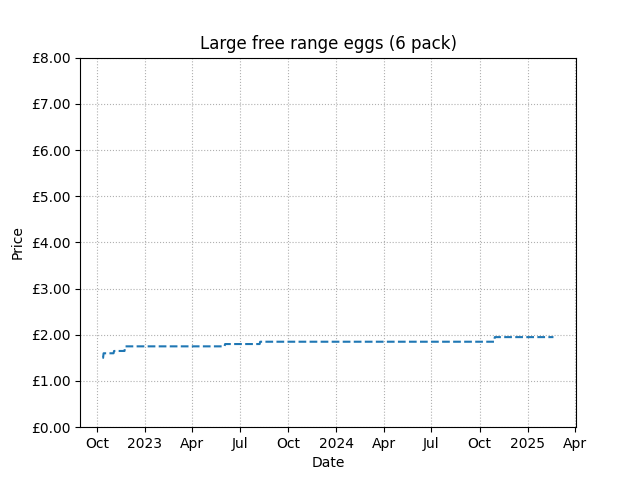 Large free range eggs (6 pack)
£8.00
£7.00
£6.00
£5.00
£4.00
£3.00
£2.00
£1.00
£0.00
Price
Oct 2023 Apr Jul Oct 2024 Apr Jul Oct 2025 Apr
Date